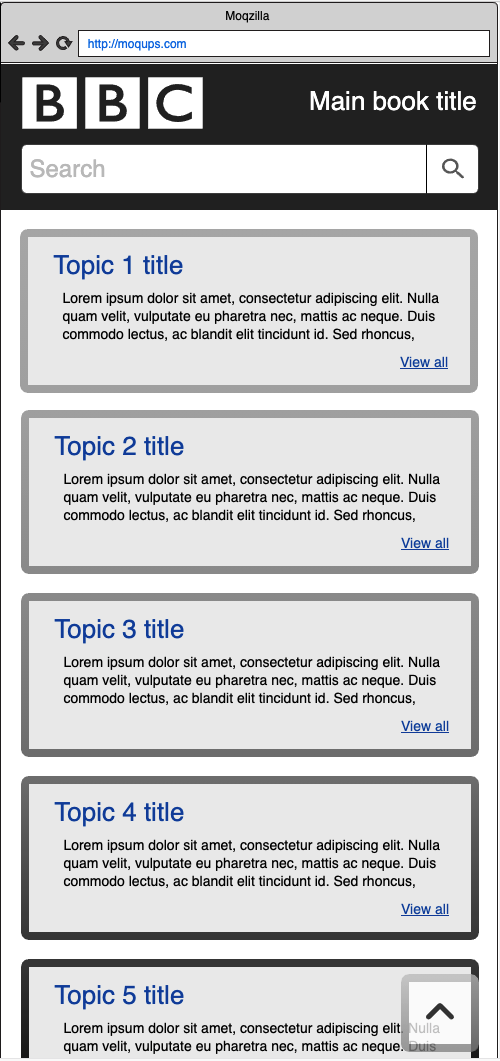 Moqzilla
http://moqups.com
BBC
Main book title
Search
Topic 1 title
Lorem ipsum dolor sit amet, consectetur adipiscing elit. Nulla
quam velit, vulputate eu pharetra nec, mattis ac neque. Duis
commodo lectus, ac blandit elit tincidunt id. Sed rhoncus,
View all
Topic 2 title
Lorem ipsum dolor sit amet, consectetur adipiscing elit. Nulla
quam velit, vulputate eu pharetra nec, mattis ac neque. Duis
commodo lectus, ac blandit elit tincidunt id. Sed rhoncus,
View all
Topic 3 title
Lorem ipsum dolor sit amet, consectetur adipiscing elit. Nulla
quam velit, vulputate eu pharetra nec, mattis ac neque. Duis
commodo lectus, ac blandit elit tincidunt id. Sed rhoncus,
View all
Topic 4 title
Lorem ipsum dolor sit amet, consectetur adipiscing elit. Nulla
quam velit, vulputate eu pharetra nec, mattis ac neque. Duis
commodo lectus, ac blandit elit tincidunt id. Sed rhoncus,
View all
Topic 5 title
Lorem ipsum dolor sit amet, consectetur adipiscing elit. Nulla
quam velit, vulputate eu pharetra nec, mattis ac neque. Duis